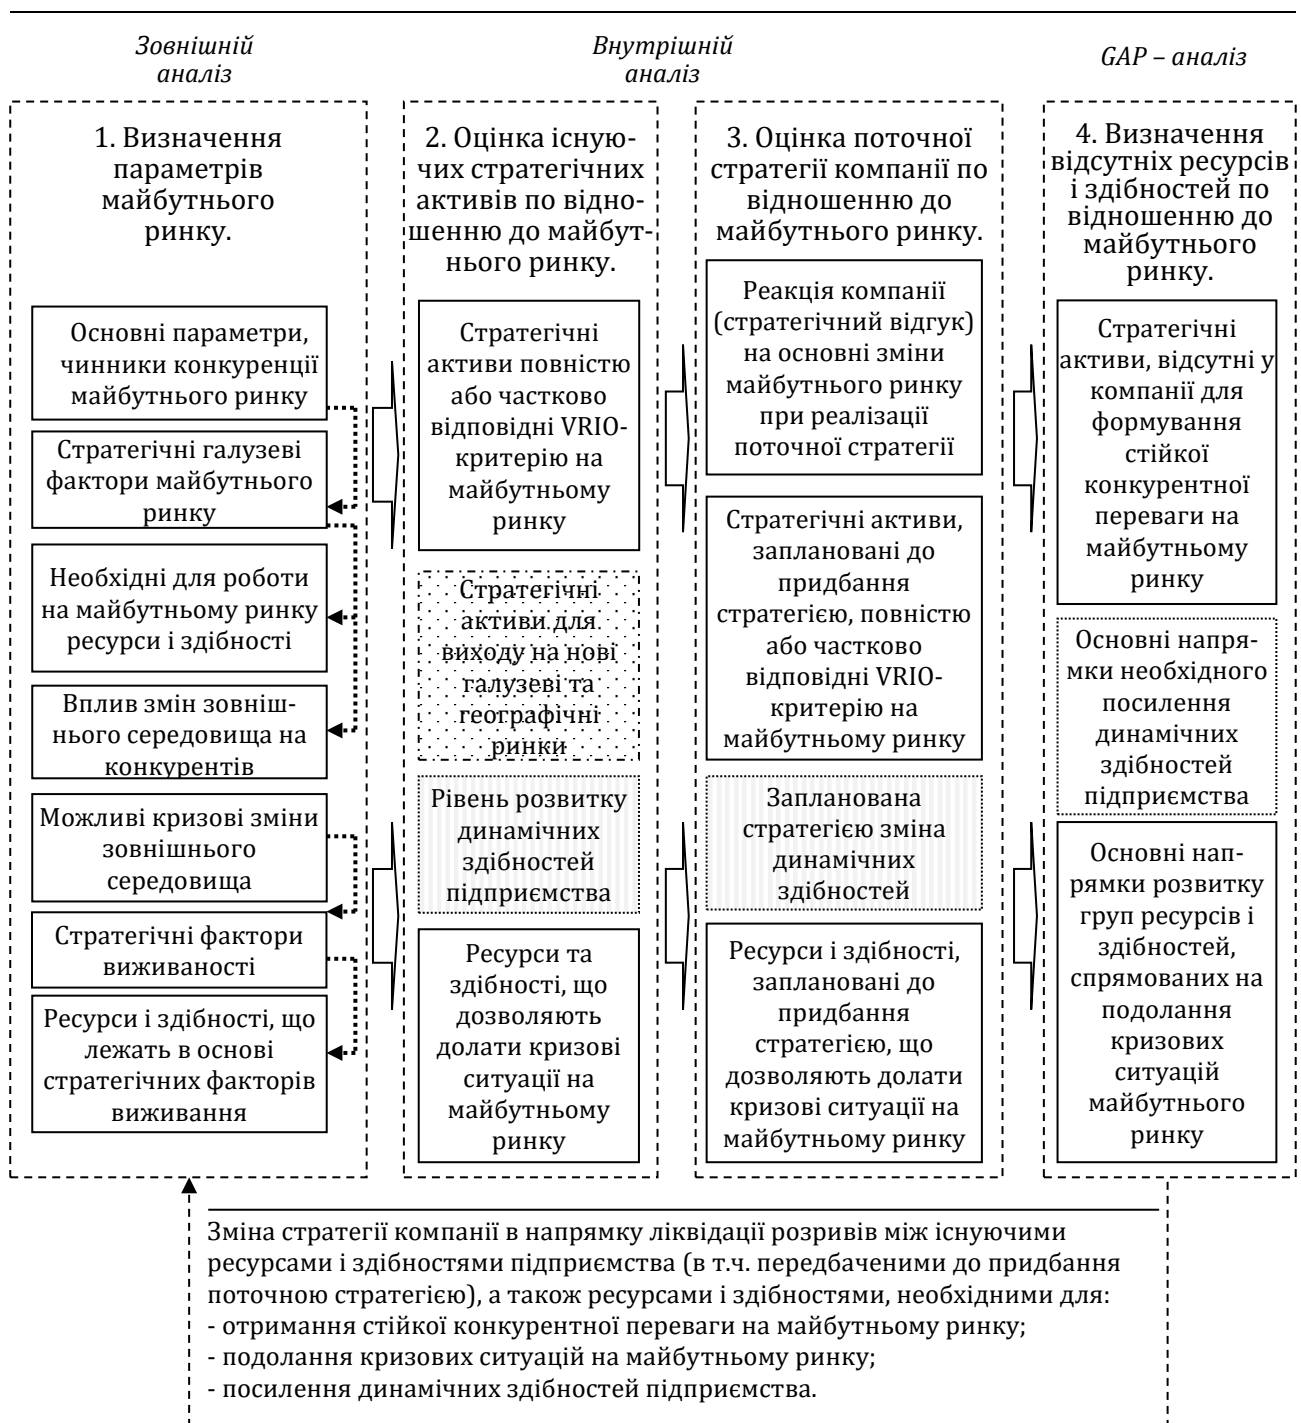 Зовнішній
аналіз
Внутрішній
аналіз
GAP – аналіз
1. Визначення
параметрів
майбутнього
ринку.
Основні параметри,
чинники конкуренції
майбутнього ринку
Стратегічні галузеві
фактори майбутнього
ринку
Необхідні для роботи
на майбутньому ринку
ресурси і здібності
Вплив змін зовніш-
нього середовища на
конкурентів
Можливі кризові зміни
зовнішнього
середовища
Стратегічні фактори
виживаності
Ресурси і здібності, що
лежать в основі
стратегічних факторів
виживання
2. Оцінка існую-
чих стратегічних
активів по відно-
шенню до майбут-
нього ринку.
Стратегічні
активи повністю
або частково
відповідні VRIO-
критерію на
майбутньому
ринку
Стратегічні
активи для
виходу на нові
галузеві та
географічні
ринки
Рівень розвитку
динамічних
здібностей
підприємства
Ресурси та
здібності, що
дозволяють
долати кризові
ситуації на
майбутньому
ринку
3. Оцінка поточної
стратегії компанії по
відношенню до
майбутнього ринку.
Реакція компанії
(стратегічний відгук)
на основні зміни
майбутнього ринку
при реалізації
поточної стратегії
Стратегічні активи,
заплановані до
придбання
стратегією, повністю
або частково
відповідні VRIO-
критерію на
майбутньому ринку
Запланована
стратегією зміна
динамічних
здібностей
Ресурси і здібності,
заплановані до
придбання
стратегією, що
дозволяють долати
кризові ситуації на
майбутньому ринку
4. Визначення
відсутніх ресурсів
і здібностей по
відношенню до
майбутнього
ринку.
Стратегічні
активи, відсутні у
компанії для
формування
стійкої
конкурентної
переваги на
майбутньому
ринку
Основні напря-
мки необхідного
посилення
динамічних
здібностей
підприємства
Основні нап-
рямки розвитку
груп ресурсів і
здібностей,
спрямованих на
подолання
кризових
ситуацій
майбутнього
ринку
Зміна стратегії компанії в напрямку ліквідації розривів між існуючими
ресурсами і здібностями підприємства (в т.ч. передбаченими до придбання
поточною стратегією), а також ресурсами і здібностями, необхідними для:
- отримання стійкої конкурентної переваги на майбутньому ринку;
- подолання кризових ситуацій на майбутньому ринку;
- посилення динамічних здібностей підприємства.